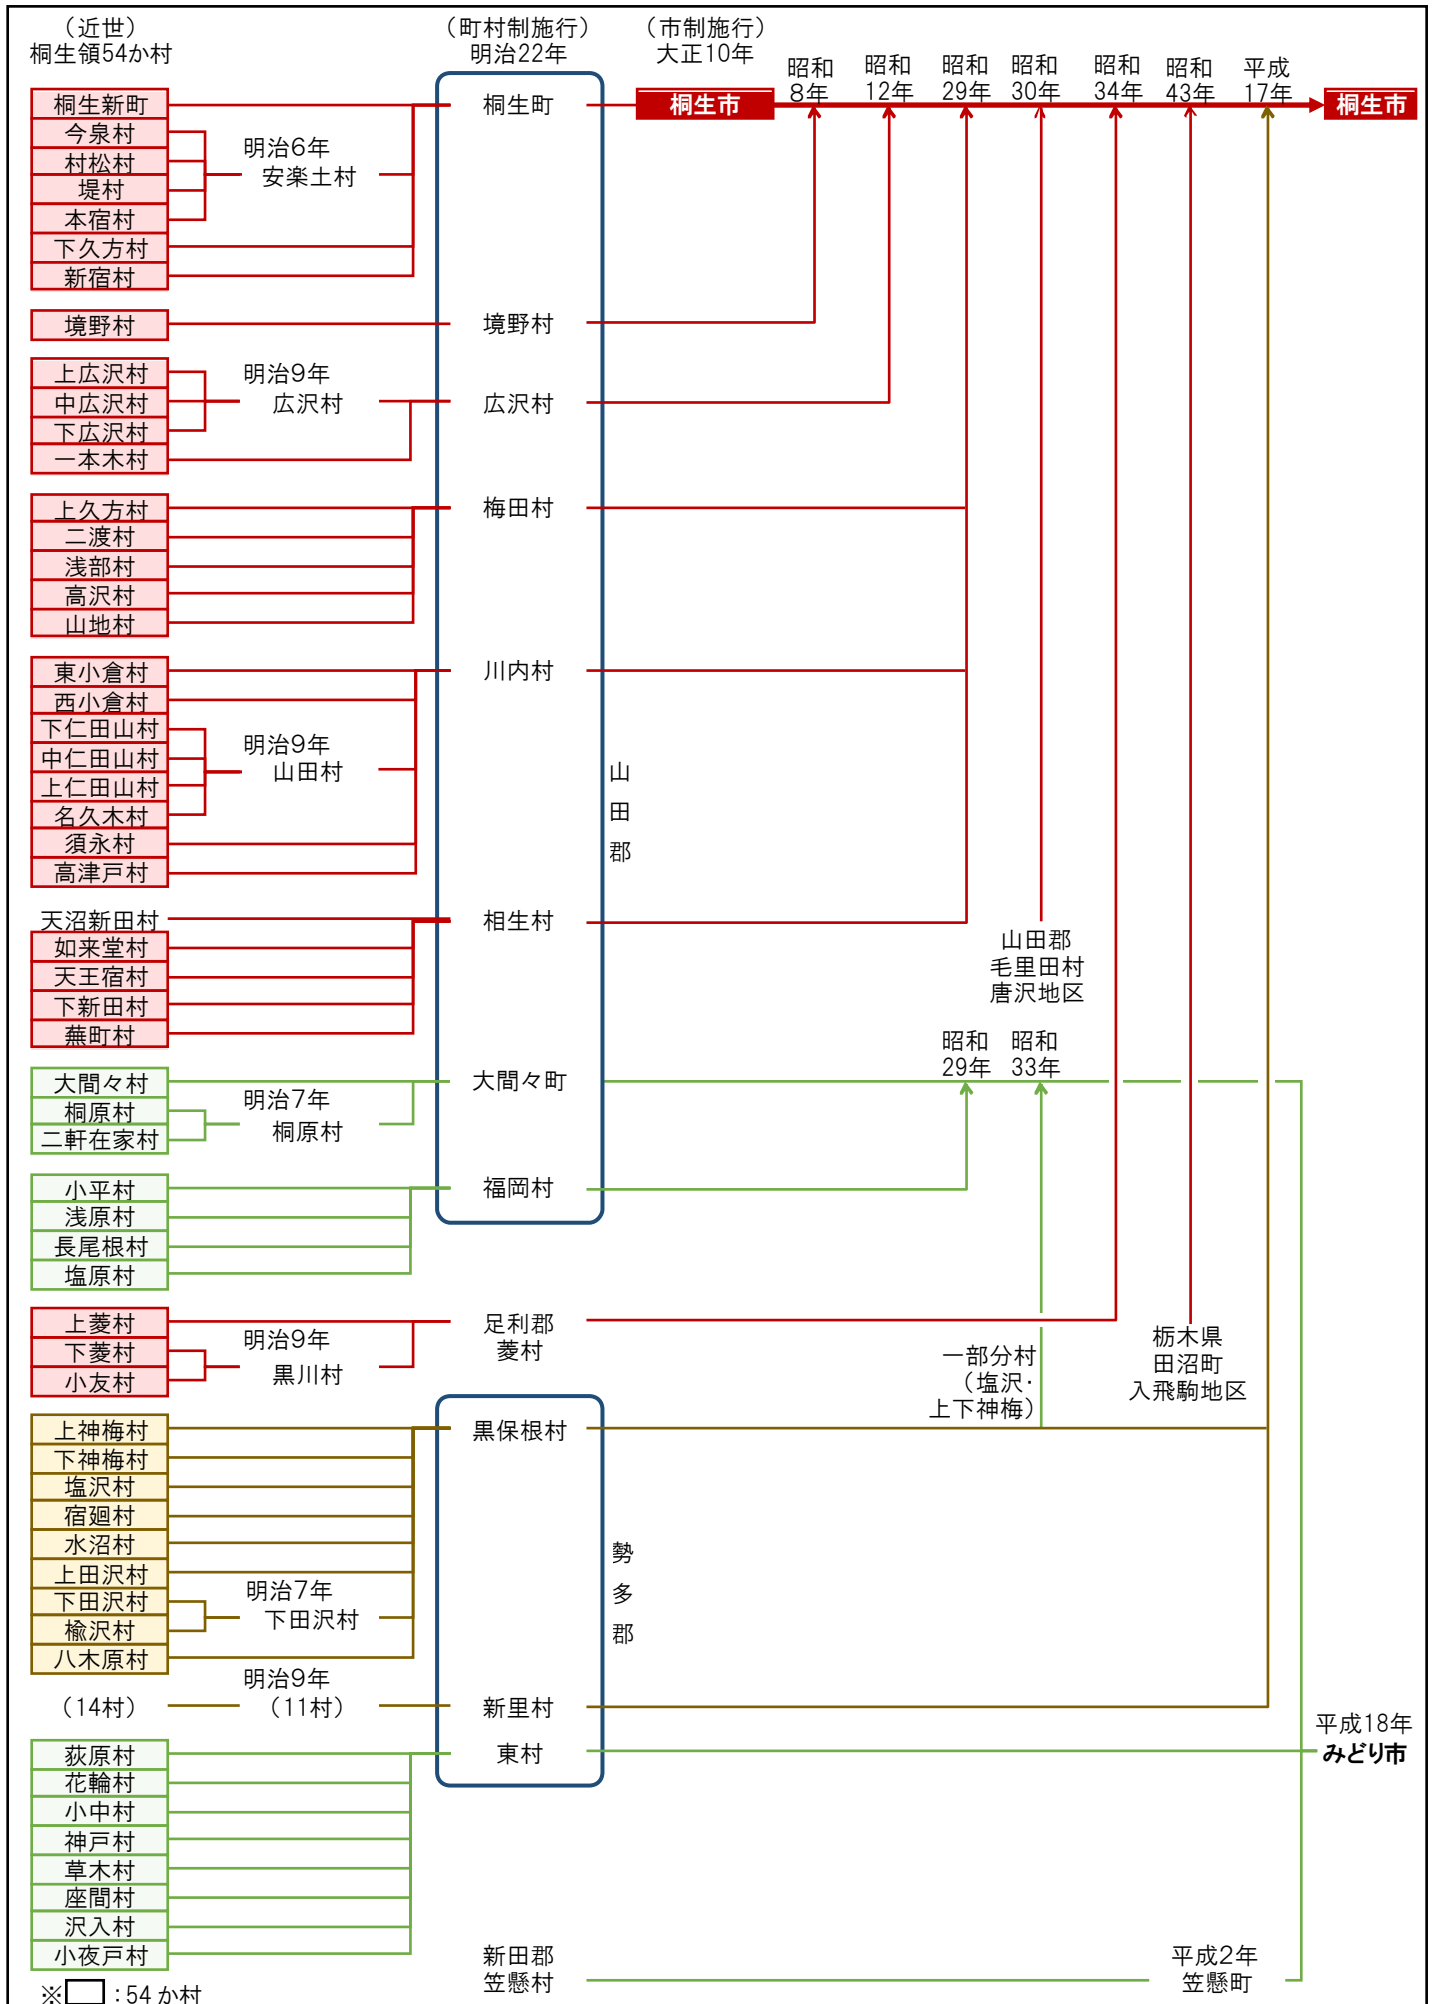 （近世）
桐生領54か村
（町村制施行）
明治22年
（市制施行）
大正10年
昭和
8年
昭和
12年
昭和
29年
昭和
30年
昭和
34年
昭和
43年
平成
17年
桐生新町
今泉村
村松村
堤村
本宿村
下久方村
新宿村
明治6年
安楽土村
桐生町
桐生市
桐生市
境野村
境野村
上広沢村
中広沢村
下広沢村
一本木村
明治9年
広沢村
広沢村
上久方村
二渡村
浅部村
高沢村
山地村
梅田村
東小倉村
西小倉村
下仁田山村
中仁田山村
上仁田山村
名久木村
須永村
高津戸村
明治9年
山田村
川内村
山
田
郡
天沼新田村
如来堂村
天王宿村
下新田村
蕪町村
相生村
山田郡
毛里田村
唐沢地区
大間々村
桐原村
二軒在家村
明治7年
桐原村
大間々町
昭和
29年
昭和
33年
小平村
浅原村
長尾根村
塩原村
福岡村
上菱村
下菱村
小友村
明治9年
黒川村
足利郡
菱村
一部分村
（塩沢・
上下神梅）
栃木県
田沼町
入飛駒地区
上神梅村
下神梅村
塩沢村
宿廻村
水沼村
上田沢村
下田沢村
楡沢村
八木原村
明治7年
下田沢村
黒保根村
勢
多
郡
（14村）
明治9年
（11村）
新里村
荻原村
花輪村
小中村
神戸村
草木村
座間村
沢入村
小夜戸村
東村
平成18年
みどり市
新田郡
笠懸村
平成2年
笠懸町
※　：54か村